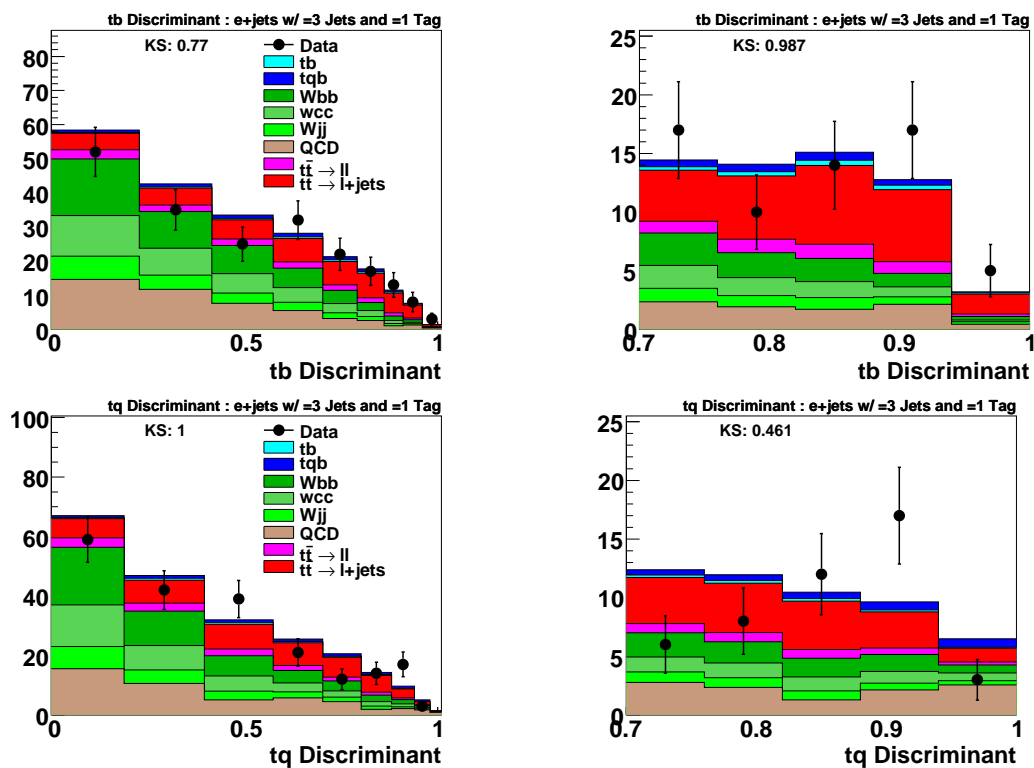 tb Discriminant : e+jets w/ =3 Jets and =1 Tag
KS: 0.77
80
60
50
40
30
20
10
0
Data
tb
tqb
Wbb
wcc
Wjj
QCD
tt̄ → ll
tt̄ → l+jets
0 0.5 1
tb Discriminant
tb Discriminant : e+jets w/ =3 Jets and =1 Tag
KS: 0.987
25
20
15
10
5
0
0.7 0.8 0.9 1
tb Discriminant
tq Discriminant : e+jets w/ =3 Jets and =1 Tag
KS: 1
100
80
60
40
20
0
Data
tb
tqb
Wbb
wcc
Wjj
QCD
tt̄ → ll
tt̄ → l+jets
0 0.5 1
tq Discriminant
tq Discriminant : e+jets w/ =3 Jets and =1 Tag
KS: 0.461
25
20
15
10
5
0
0.7 0.8 0.9 1
tq Discriminant